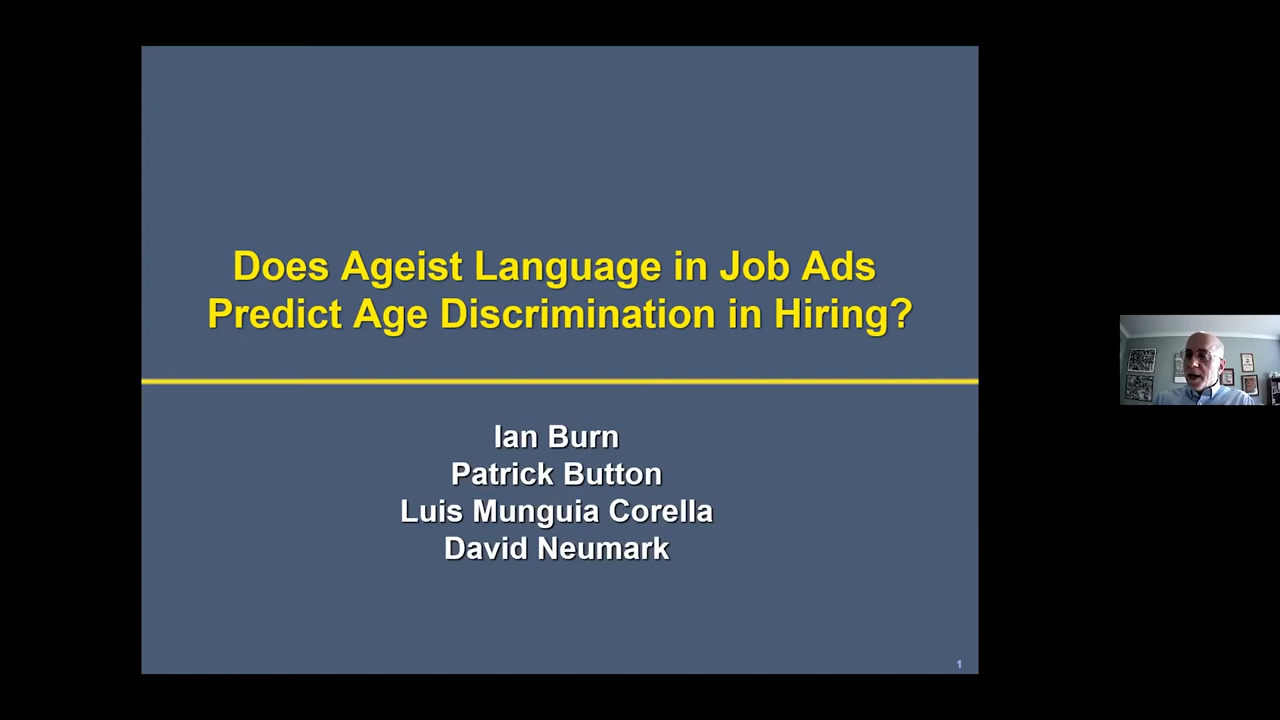 Does Ageist Language in Job Ads
Predict Age Discrimination in Hiring?
Ian Burn
Patrick Button
Luis Munguia Corella
David Neumark
1